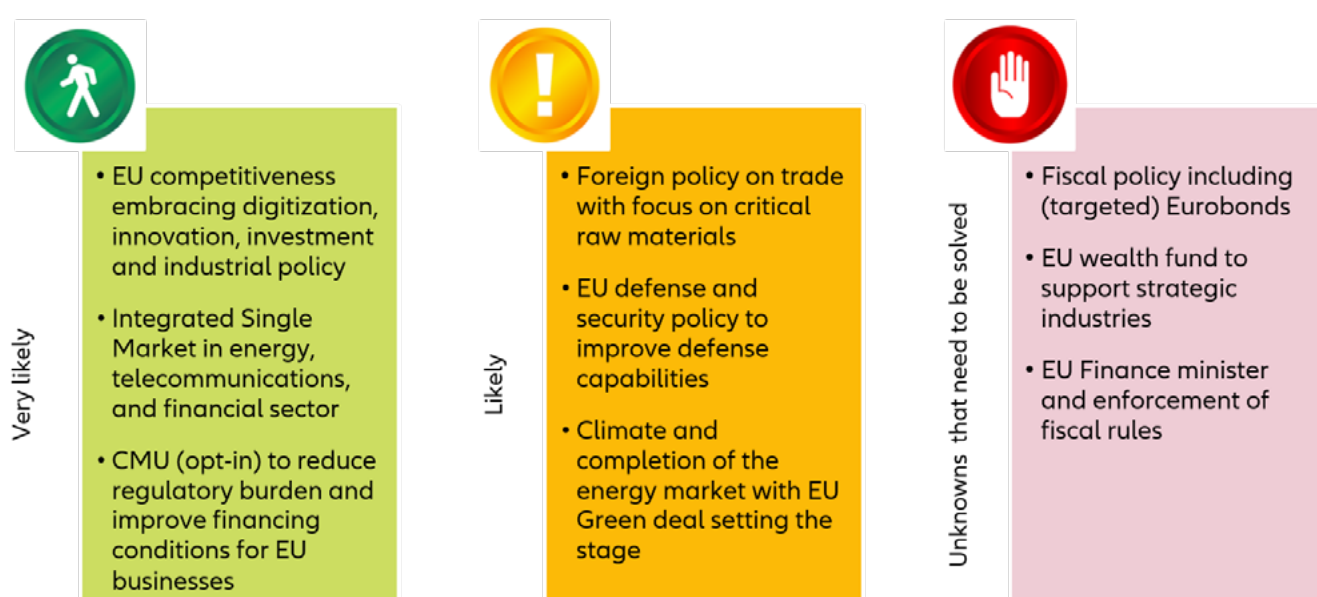 Very likely
• EU competitiveness
embracing digitization,
innovation, investment
and industrial policy
• Integrated Single
Market in energy,
telecommunications,
and financial sector
• CMU (opt-in) to reduce
regulatory burden and
improve financing
conditions for EU
businesses
Likely
• Foreign policy on trade
with focus on critical
raw materials
• EU defense and
security policy to
improve defense
capabilities
• Climate and
completion of the
energy market with EU
Green deal setting the
stage
Unknowns that need to be solved
• Fiscal policy including
(targeted) Eurobonds
• EU wealth fund to
support strategic
industries
• EU Finance minister
and enforcement of
fiscal rules